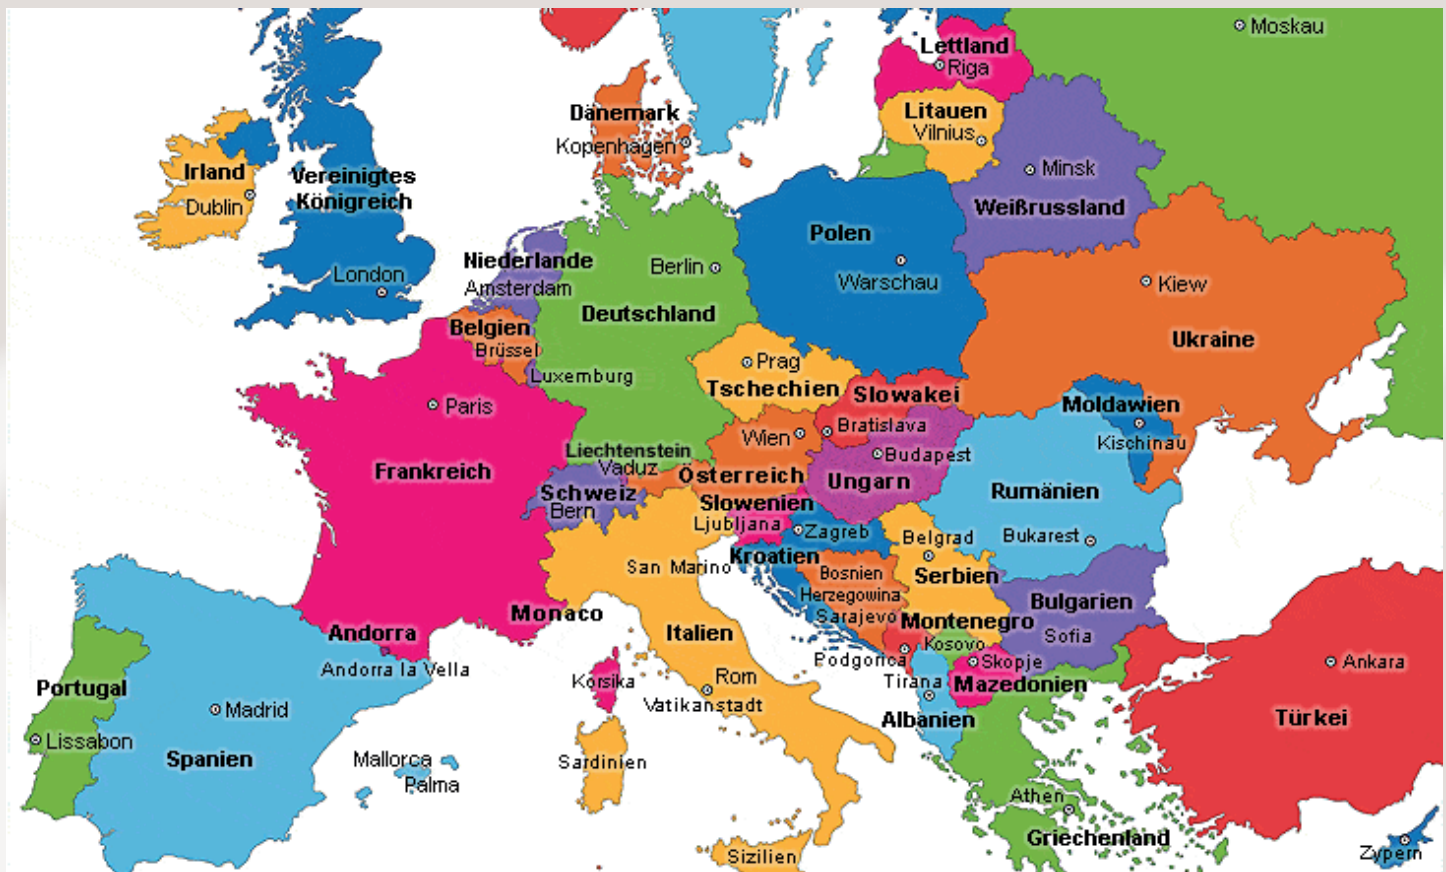 Moskau
Lettland
Riga
Dänemark
Litauen
Kopenhagen
Vilnius
Irland
Vereinigtes
Königreich
Dublin
Minsk
Weißrussland
Polen
Niederlande
Amsterdam
Berlin
Warschau
London
Kiew
Deutschland
Belgien
Brüssel
Ukraine
Luxemburg
Prag
Tschechien
Slowakei
Moldawien
Paris
Bratislava
Wien
Kischinau
Liechtenstein
Vaduz
Budapest
Frankreich
Österreich
Ungarn
Schweiz
Bern
Slowenien
Rumänien
Ljubljana
Zagreb
Belgrad
Bukarest
Kroatien
San Marino
Bosnien
Herzegowina
Sarajevo
Serbien
Monaco
Bulgarien
Montenegro
Sofia
Andorra
Italien
Kosovo
Andorra la Vella
Podgorica
Skopje
Ankara
Korsika
Rom
Tirana
Mazedonien
Portugal
Vatikanstadt
Madrid
Albanien
Türkei
Lissabon
Spanien
Mallorca
Palma
Sardinien
Athen
Griechenland
Sizilien
Zypern